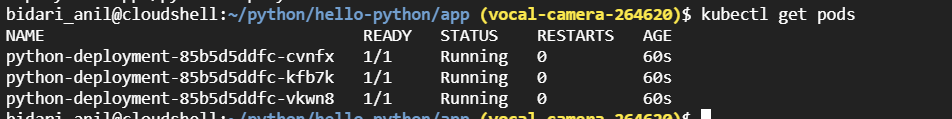 bidari_anil@cloudshell:~/python/hello-python/app (vocal-camera-264620)$ kubectl get pods
NAME READY STATUS RESTARTS AGE
python-deployment-85b5d5ddfc-cvnfx 1/1 Running 0 60s
python-deployment-85b5d5ddfc-kfb7k 1/1 Running 0 60s
python-deployment-85b5d5ddfc-vkwn8 1/1 Running 0 60s
bidari_anil@cloudshell:~/python/hello-python/app (vocal-camera-264620)$